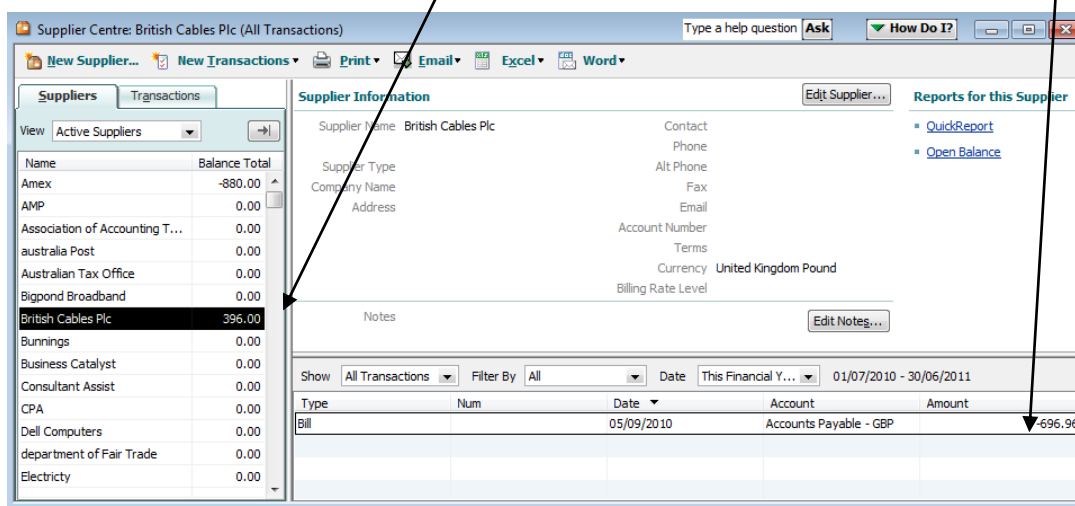 Supplier Centre: British Cables Plc (All Transactions) Type a help question Ask How Do I?
New Supplier... New Transactions Print Email Excel Word
Suppliers Transactions
View Active Suppliers
Name Balance Total
Amex -880.00
AMP 0.00
Association of Accounting T... 0.00
australia Post 0.00
Australian Tax Office 0.00
Bigpond Broadband 0.00
British Cables Plc 396.00
Bunnings 0.00
Business Catalyst 0.00
Consultant Assist 0.00
CPA 0.00
Dell Computers 0.00
department of Fair Trade 0.00
Electricty 0.00
Supplier Information Edit Supplier...
Supplier Name British Cables Plc
Supplier Type
Company Name
Address
Contact
Phone
Alt Phone
Fax
Email
Account Number
Terms
Currency United Kingdom Pound
Billing Rate Level
Notes Edit Notes...
Reports for this Supplier
QuickReport
Open Balance
Show All Transactions Filter By All Date This Financial Y... 01/07/2010 - 30/06/2011
Type Num Date Account Amount
Bill 05/09/2010 Accounts Payable - GBP -696.96